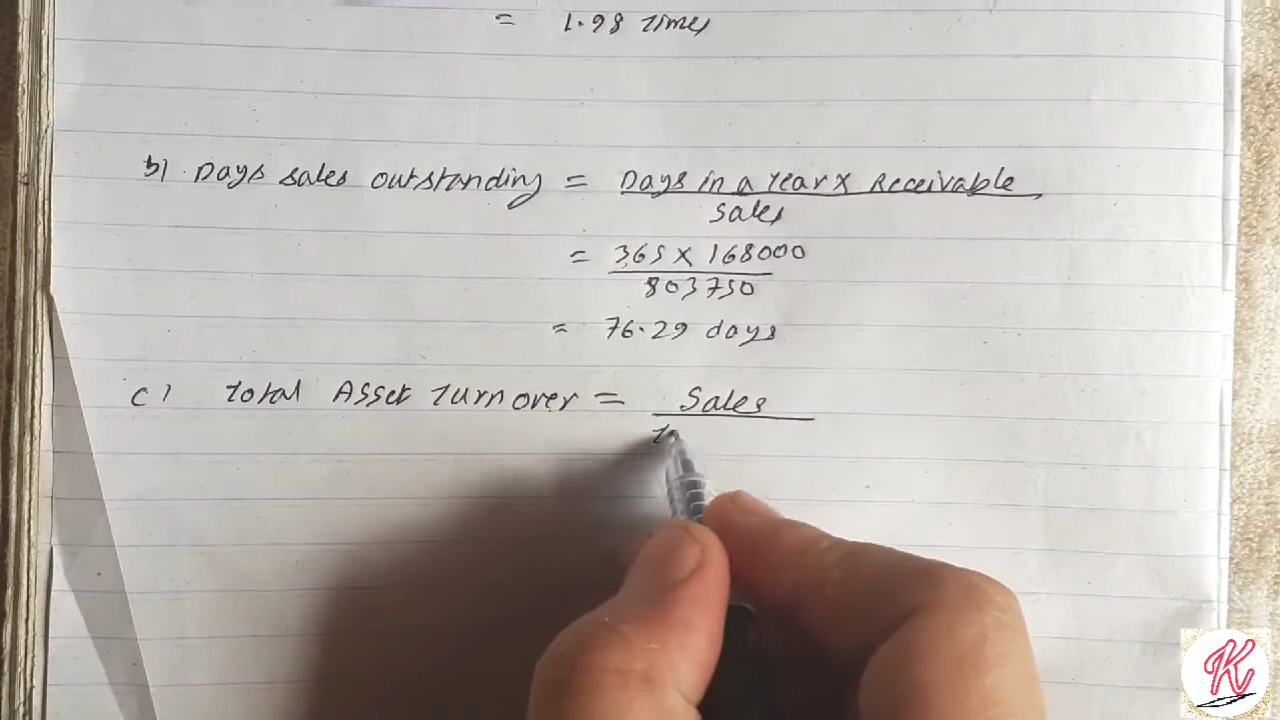 = 1.98 times
b) Days sales outstanding = Days in a year x Receivable
sales
= 365 x 168000
803750
= 76.29 days
c) Total Asset Turnover = Sales
K